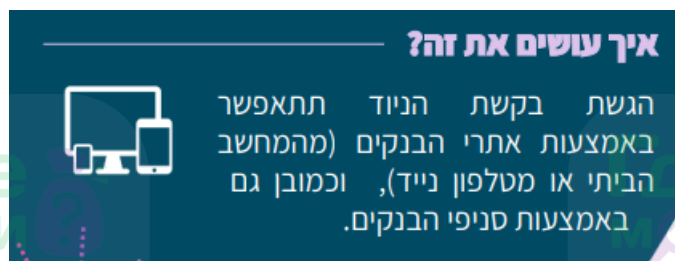 איך עושים את זה?
הגשת בקשת הניוד תתאפשר
באמצעות אתרי הבנקים (מהמחשב
הביתי או מטלפון נייד), וכמובן גם
באמצעות סניפי הבנקים.